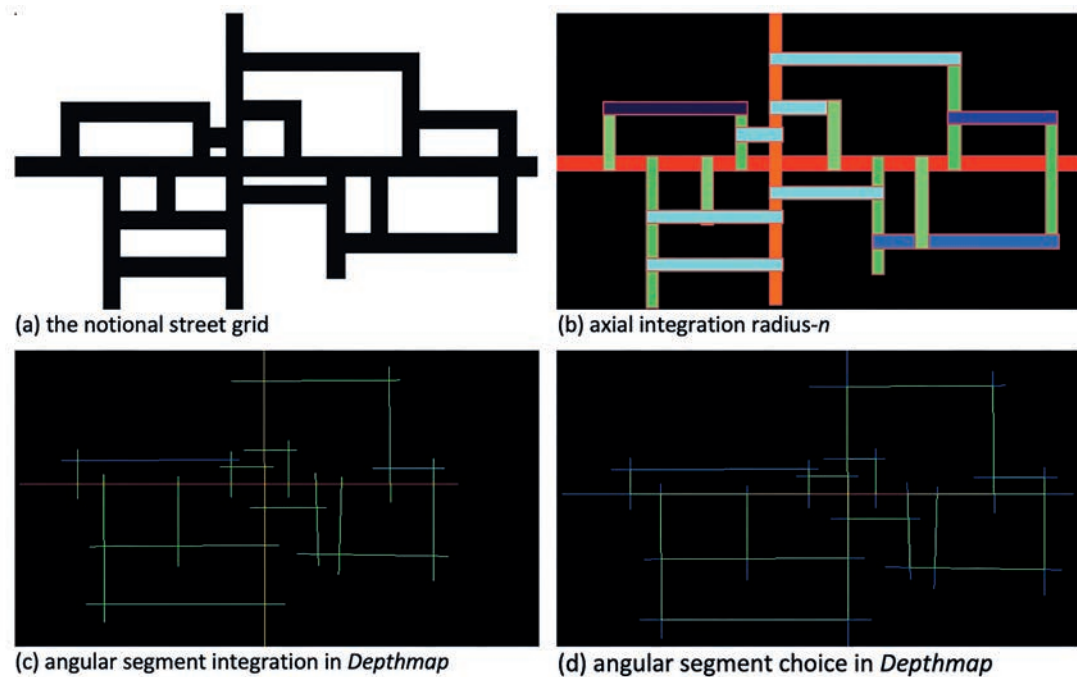 (a) the notional street grid
(b) axial integration radius-n
(c) angular segment integration in Depthmap
(d) angular segment choice in Depthmap